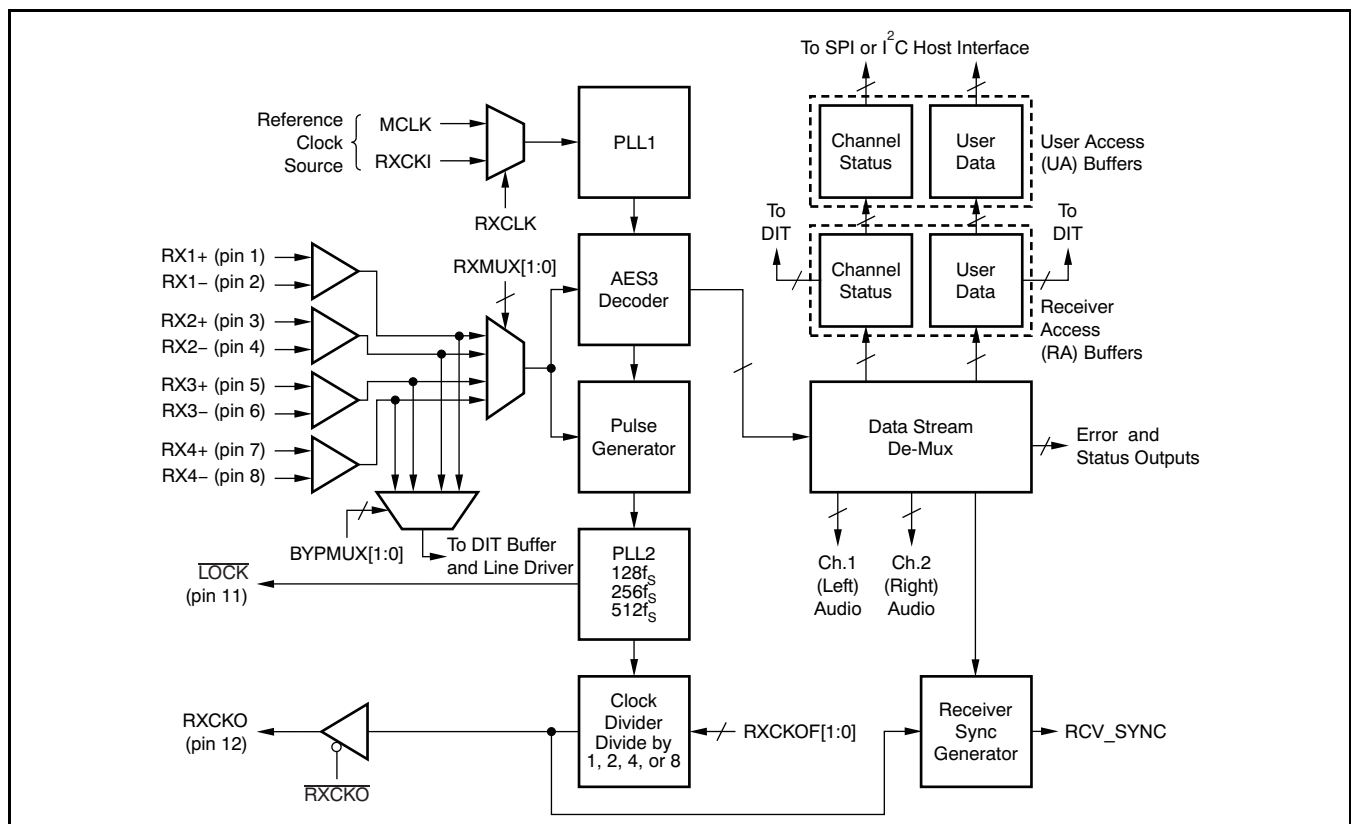 To SPI or I2C Host Interface
Reference
Clock
Source
MCLK
RXCKI
RXCLK
PLL1
Channel
Status
User
Data
User Access
(UA) Buffers
To
DIT
To
DIT
Channel
Status
User
Data
Receiver
Access
(RA) Buffers
RX1+ (pin 1)
RX1− (pin 2)
RX2+ (pin 3)
RX2− (pin 4)
RX3+ (pin 5)
RX3− (pin 6)
RX4+ (pin 7)
RX4− (pin 8)
RXMUX[1:0]
AES3
Decoder
Pulse
Generator
Data Stream
De-Mux
Error and
Status Outputs
BYPMUX[1:0]
To DIT Buffer
and Line Driver
Ch.1
(Left)
Audio
Ch.2
(Right)
Audio
LOCK
(pin 11)
PLL2
128fS
256fS
512fS
RXCKO
(pin 12)
RXCKO
Clock
Divider
Divide by
1, 2, 4, or 8
RXCKOF[1:0]
Receiver
Sync
Generator
RCV_SYNC